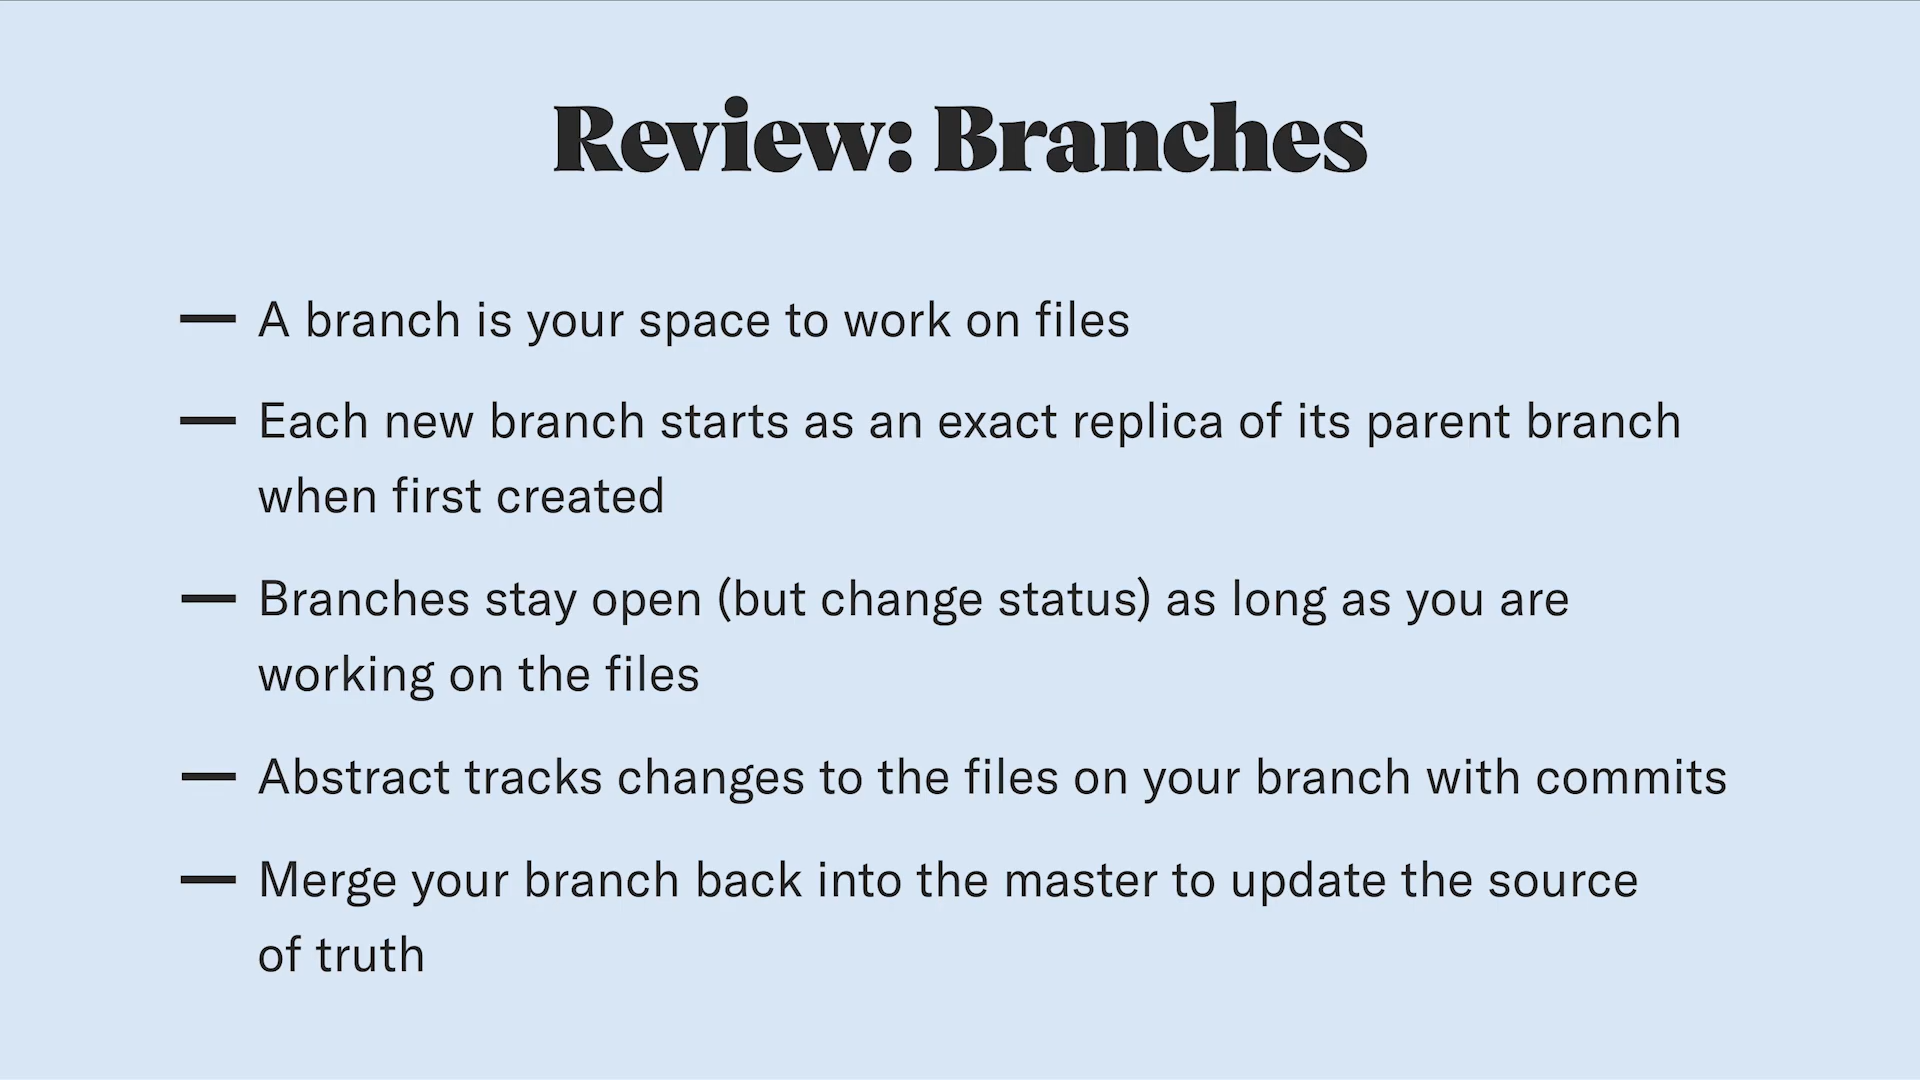 Review: Branches
— A branch is your space to work on files
— Each new branch starts as an exact replica of its parent branch
when first created
— Branches stay open (but change status) as long as you are
working on the files
— Abstract tracks changes to the files on your branch with commits
— Merge your branch back into the master to update the source
of truth